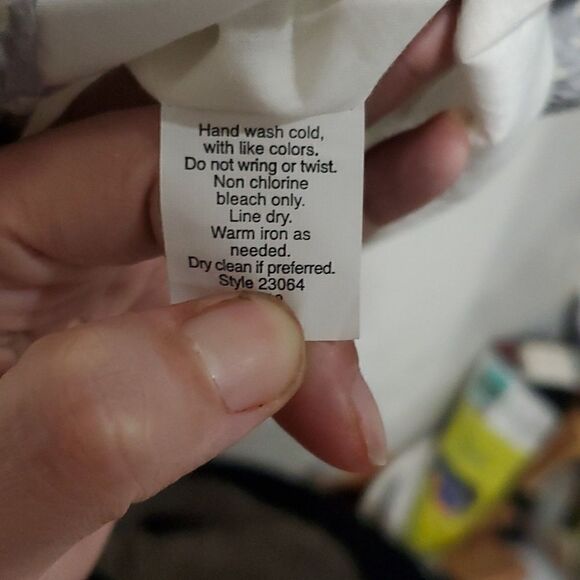 Hand wash cold,
with like colors.
Do not wring or twist.
Non chlorine
bleach only.
Line dry.
Warm iron as
needed.
Dry clean if preferred.
Style 23064